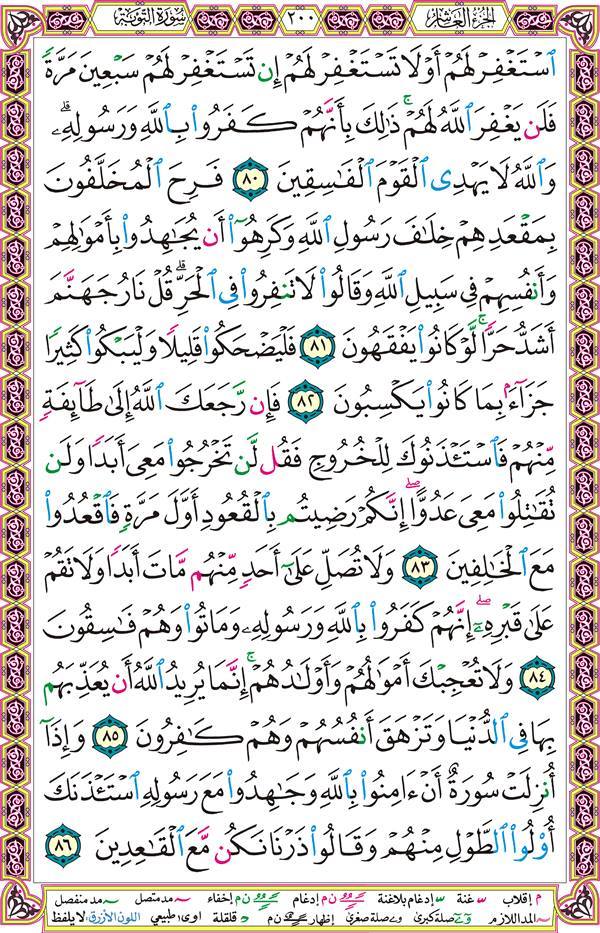 الجزء العاشر
٢٠٠
سورة التوبة
ٱسْتَغْفِرْ لَهُمْ أَوْ لَا تَسْتَغْفِرْ لَهُمْ إِن تَسْتَغْفِرْ لَهُمْ سَبْعِينَ مَرَّةً
فَلَن يَغْفِرَ ٱللَّهُ لَهُمْ ۚ ذَٰلِكَ بِأَنَّهُمْ كَفَرُوا۟ بِٱللَّهِ وَرَسُولِهِۦ ۗ
وَٱللَّهُ لَا يَهْدِى ٱلْقَوْمَ ٱلْفَـٰسِقِينَ ٨٠ فَرِحَ ٱلْمُخَلَّفُونَ
بِمَقْعَدِهِمْ خِلَـٰفَ رَسُولِ ٱللَّهِ وَكَرِهُوٓا۟ أَن يُجَـٰهِدُوا۟ بِأَمْوَٰلِهِمْ
وَأَنفُسِهِمْ فِى سَبِيلِ ٱللَّهِ وَقَالُوا۟ لَا تَنفِرُوا۟ فِى ٱلْحَرِّ ۗ قُلْ نَارُ جَهَنَّمَ
أَشَدُّ حَرًّا ۚ لَّوْ كَانُوا۟ يَفْقَهُونَ ٨١ فَلْيَضْحَكُوا۟ قَلِيلًا وَلْيَبْكُوا۟ كَثِيرًا
جَزَآءًۢ بِمَا كَانُوا۟ يَكْسِبُونَ ٨٢ فَإِن رَّجَعَكَ ٱللَّهُ إِلَىٰ طَآئِفَةٍ
مِّنْهُمْ فَٱسْتَـْٔذَنُوكَ لِلْخُرُوجِ فَقُل لَّن تَخْرُجُوا۟ مَعِىَ أَبَدًا وَلَن
تُقَـٰتِلُوا۟ مَعِىَ عَدُوًّا ۖ إِنَّكُمْ رَضِيتُم بِٱلْقُعُودِ أَوَّلَ مَرَّةٍ فَٱقْعُدُوا۟
مَعَ ٱلْخَـٰلِفِينَ ٨٣ وَلَا تُصَلِّ عَلَىٰٓ أَحَدٍ مِّنْهُم مَّاتَ أَبَدًا وَلَا تَقُمْ
عَلَىٰ قَبْرِهِۦٓ ۖ إِنَّهُمْ كَفَرُوا۟ بِٱللَّهِ وَرَسُولِهِۦ وَمَاتُوا۟ وَهُمْ فَـٰسِقُونَ
٨٤ وَلَا تُعْجِبْكَ أَمْوَٰلُهُمْ وَأَوْلَـٰدُهُمْ ۚ إِنَّمَا يُرِيدُ ٱللَّهُ أَن يُعَذِّبَهُم
بِهَا فِى ٱلدُّنْيَا وَتَزْهَقَ أَنفُسُهُمْ وَهُمْ كَـٰفِرُونَ ٨٥ وَإِذَآ
أُنزِلَتْ سُورَةٌ أَنْ ءَامِنُوا۟ بِٱللَّهِ وَجَـٰهِدُوا۟ مَعَ رَسُولِهِ ٱسْتَـْٔذَنَكَ
أُو۟لُوا۟ ٱلطَّوْلِ مِنْهُمْ وَقَالُوا۟ ذَرْنَا نَكُن مَّعَ ٱلْقَـٰعِدِينَ ٨٦
م إقلاب غنة إدغام بلاغنة ن م إدغام ن م إخفاء مد متصل مد منفصل
المد اللازم صلة كبرى صلة صغرى إظهار ن م قلقلة اوى طبيعي اللون الأزرق: لا يلفظ